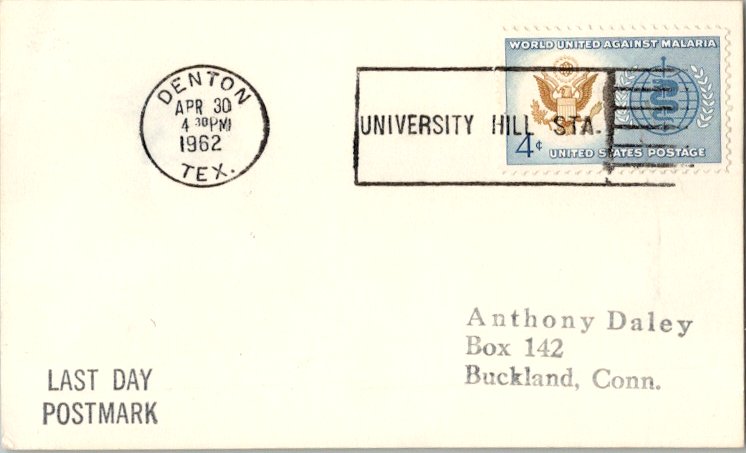 DENTON
APR 30
4 30PM
1962
TEX.
UNIVERSITY HILL STA.
WORLD UNITED AGAINST MALARIA
4¢
UNITED STATES POSTAGE
Anthony Daley
Box 142
Buckland, Conn.
LAST DAY
POSTMARK